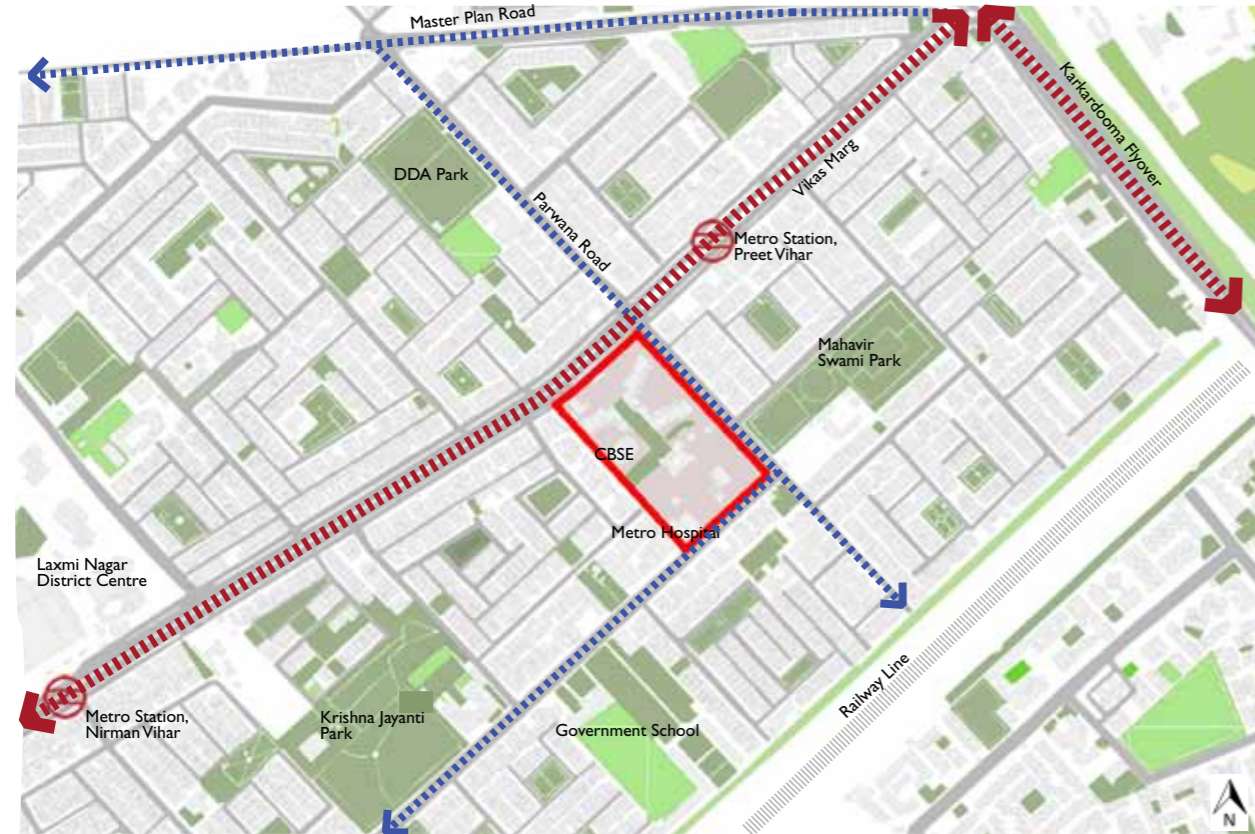 Master Plan Road
Karkardooma Flyover
Vikas Marg
DDA Park
Parwana Road
Metro Station,
Preet Vihar
Mahavir
Swami Park
CBSE
Metro Hospital
Laxmi Nagar
District Centre
Railway Line
Metro Station,
Nirman Vihar
Krishna Jayanti
Park
Government School
N